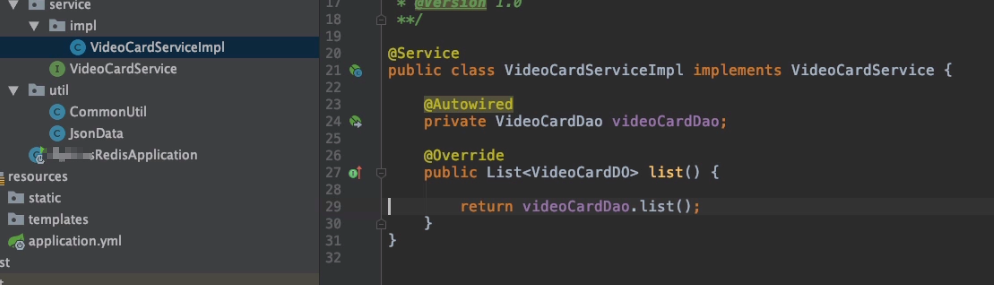 service
impl
VideoCardServiceImpl
VideoCardService
util
CommonUtil
JsonData
sRedisApplication
resources
static
templates
application.yml
st
17 * @Version 1.0
18 **/
19
20 @Service
21 public class VideoCardServiceImpl implements VideoCardService {
22
23 @Autowired
24 private VideoCardDao videoCardDao;
25
26 @Override
27 public List<VideoCardDO> list() {
28
29 return videoCardDao.list();
30 }
31 }
32